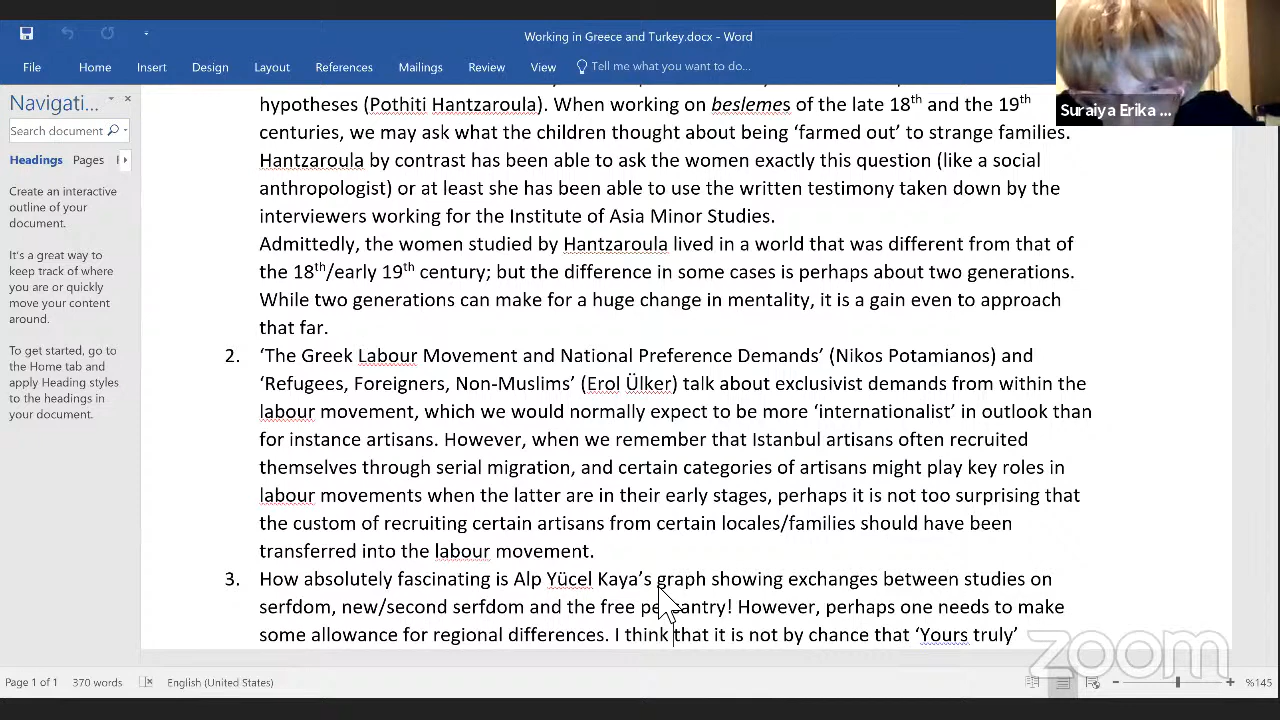 Working in Greece and Turkey.docx - Word
File Home Insert Design Layout References Mailings Review View Tell me what you want to do...
Suraiya Erika ...
Navigati...
Search document
Headings Pages
Create an interactive
outline of your
document.
It's a great way to
keep track of where
you are or quickly
move your content
around.
To get started, go to
the Home tab and
apply Heading styles
to the headings in
your document.
hypotheses (Pothiti Hantzaroula). When working on beslemes of the late 18th and the 19th
centuries, we may ask what the children thought about being ‘farmed out’ to strange families.
Hantzaroula by contrast has been able to ask the women exactly this question (like a social
anthropologist) or at least she has been able to use the written testimony taken down by the
interviewers working for the Institute of Asia Minor Studies.
Admittedly, the women studied by Hantzaroula lived in a world that was different from that of
the 18th/early 19th century; but the difference in some cases is perhaps about two generations.
While two generations can make for a huge change in mentality, it is a gain even to approach
that far.
2. ‘The Greek Labour Movement and National Preference Demands’ (Nikos Potamianos) and
‘Refugees, Foreigners, Non-Muslims’ (Erol Ülker) talk about exclusivist demands from within the
labour movement, which we would normally expect to be more ‘internationalist’ in outlook than
for instance artisans. However, when we remember that Istanbul artisans often recruited
themselves through serial migration, and certain categories of artisans might play key roles in
labour movements when the latter are in their early stages, perhaps it is not too surprising that
the custom of recruiting certain artisans from certain locales/families should have been
transferred into the labour movement.
3. How absolutely fascinating is Alp Yücel Kaya’s graph showing exchanges between studies on
serfdom, new/second serfdom and the free peasantry! However, perhaps one needs to make
some allowance for regional differences. I think that it is not by chance that ‘Yours truly’
zoom
Page 1 of 1 370 words English (United States) %145